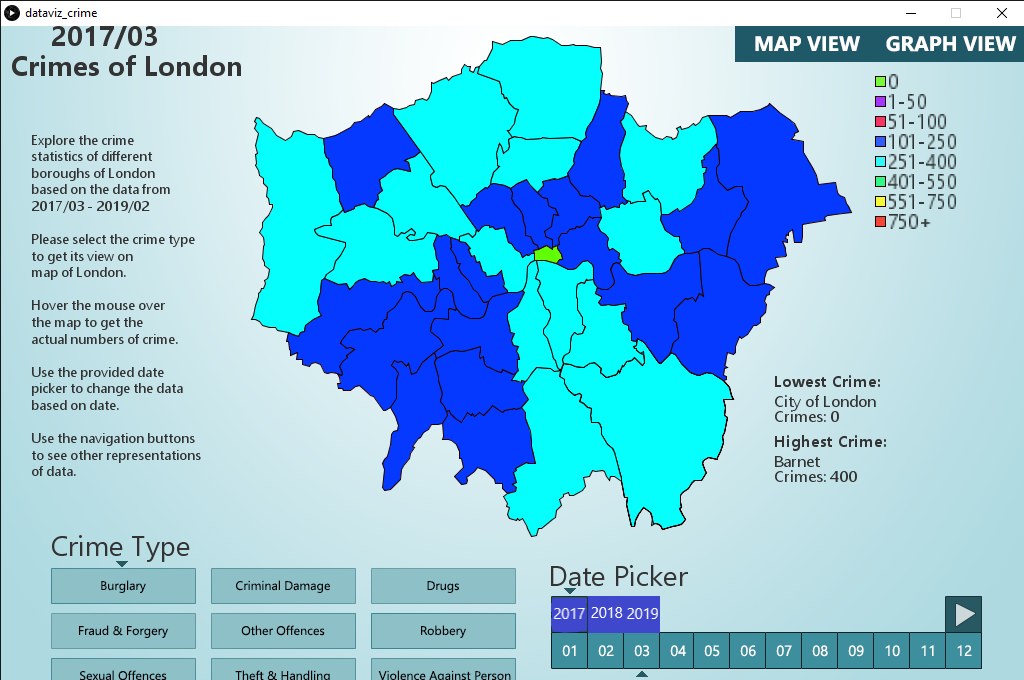 dataviz_crime
2017/03
Crimes of London
MAP VIEW
GRAPH VIEW
0
1-50
51-100
101-250
251-400
401-550
551-750
750+
Explore the crime
statistics of different
boroughs of London
based on the data from
2017/03 - 2019/02
Please select the crime type
to get its view on
map of London.
Hover the mouse over
the map to get the
actual numbers of crime.
Use the provided date
picker to change the data
based on date.
Use the navigation buttons
to see other representations
of data.
Lowest Crime:
City of London
Crimes: 0
Highest Crime:
Barnet
Crimes: 400
Crime Type
Burglary
Criminal Damage
Drugs
Fraud & Forgery
Other Offences
Robbery
Sexual Offences
Theft & Handling
Violence Against Person
Date Picker
2017 2018 2019
01 02 03 04 05 06 07 08 09 10 11 12